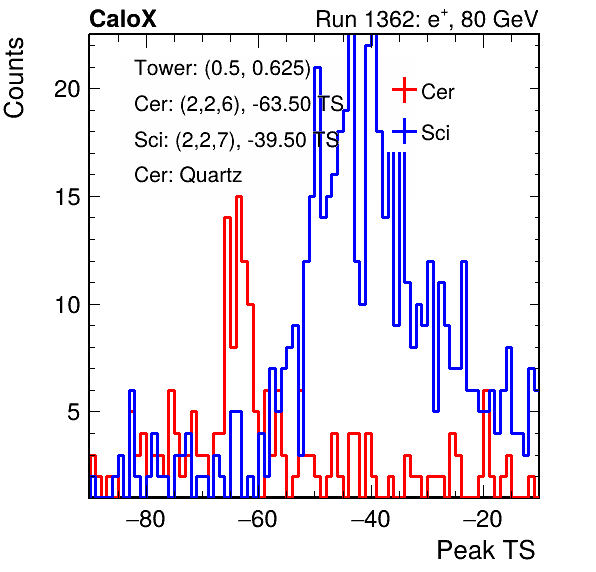 CaloX Run 1362: e⁺, 80 GeV
Counts
Tower: (0.5, 0.625)
Cer: (2,2,6), -63.50 TS
Sci: (2,2,7), -39.50 TS
Cer: Quartz
Cer
Sci
20
15
10
5
−80 −60 −40 −20
Peak TS